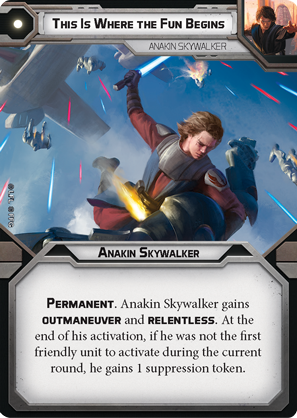 This Is Where the Fun Begins
ANAKIN SKYWALKER
Anakin Skywalker
Permanent. Anakin Skywalker gains
outmaneuver and relentless. At the
end of his activation, if he was not the first
friendly unit to activate during the current
round, he gains 1 suppression token.